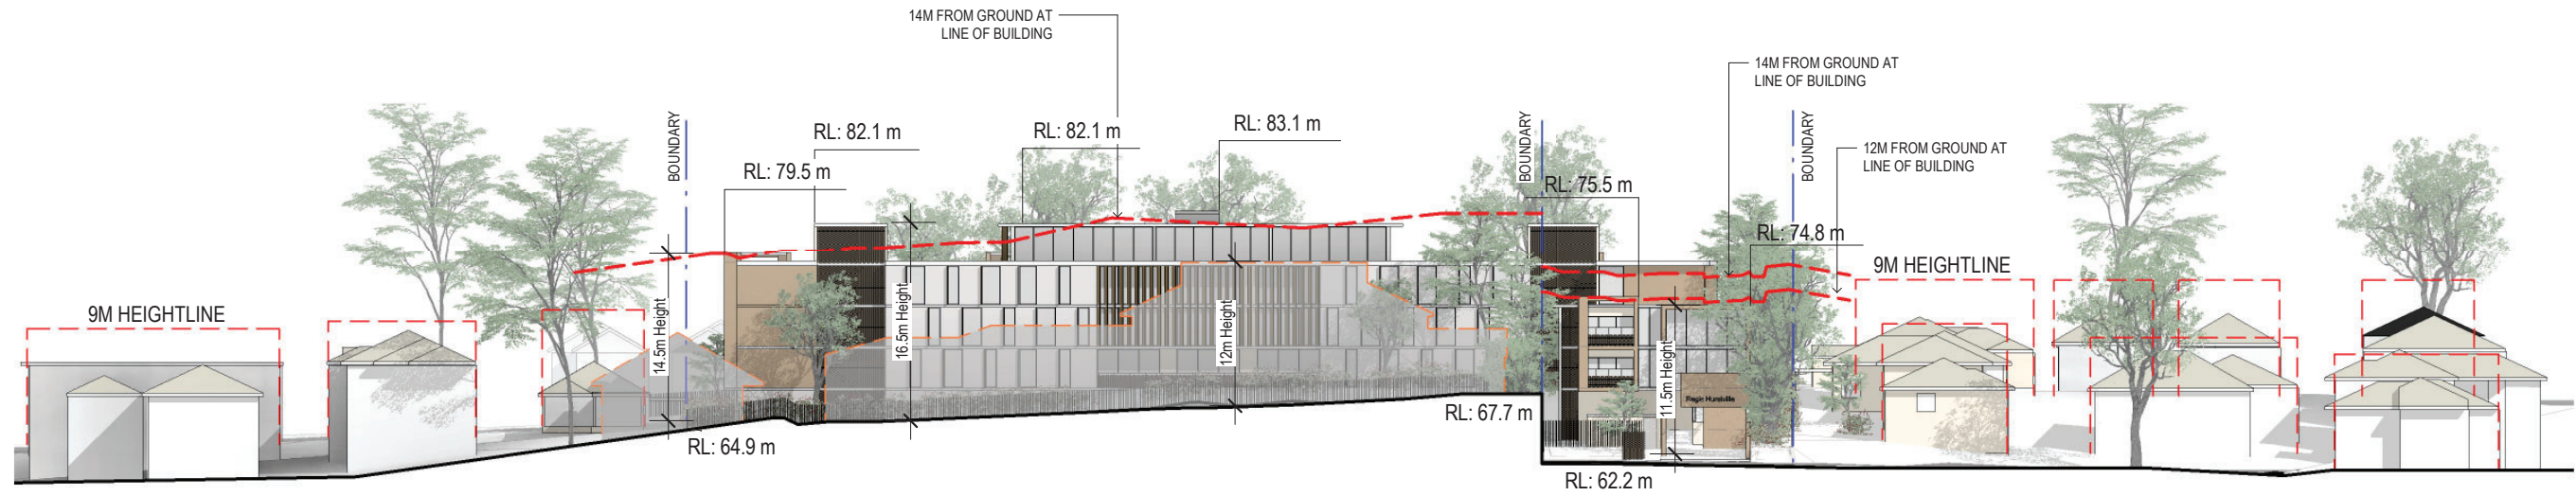 14M FROM GROUND AT
LINE OF BUILDING
14M FROM GROUND AT
LINE OF BUILDING
12M FROM GROUND AT
LINE OF BUILDING
BOUNDARY
BOUNDARY
BOUNDARY
RL: 82.1 m
RL: 79.5 m
RL: 82.1 m
RL: 83.1 m
RL: 75.5 m
RL: 74.8 m
9M HEIGHTLINE
9M HEIGHTLINE
14.5m Height
16.5m Height
12m Height
11.5m Height
Regis Hurstville
RL: 64.9 m
RL: 67.7 m
RL: 62.2 m